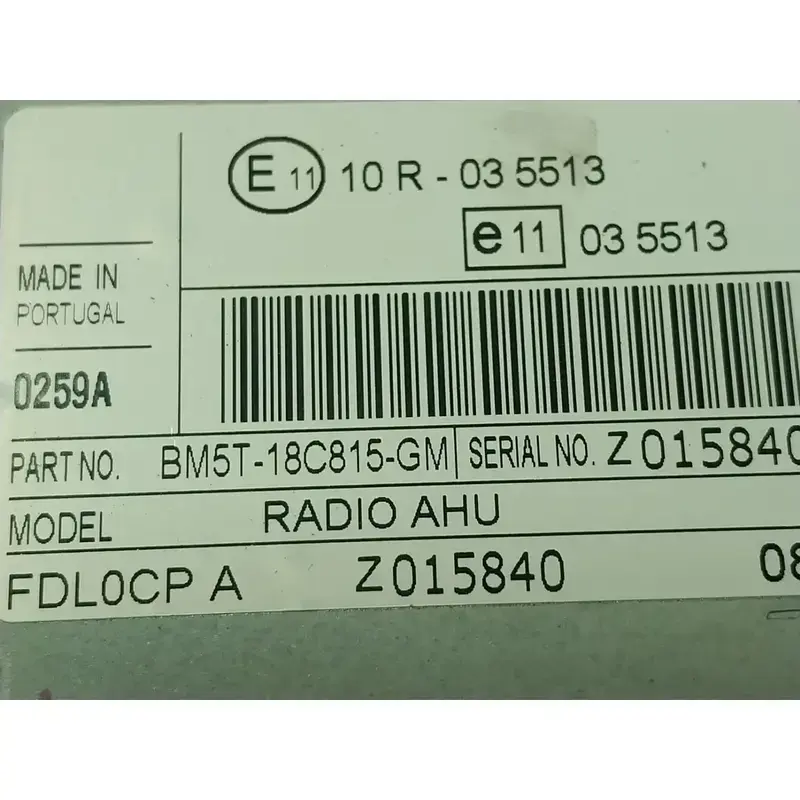 E 11 10 R - 03 5513
e 11 03 5513
MADE IN
PORTUGAL
0259A
PART NO. BM5T-18C815-GM SERIAL NO. Z015840
MODEL RADIO AHU
FDL0CP A Z015840 08